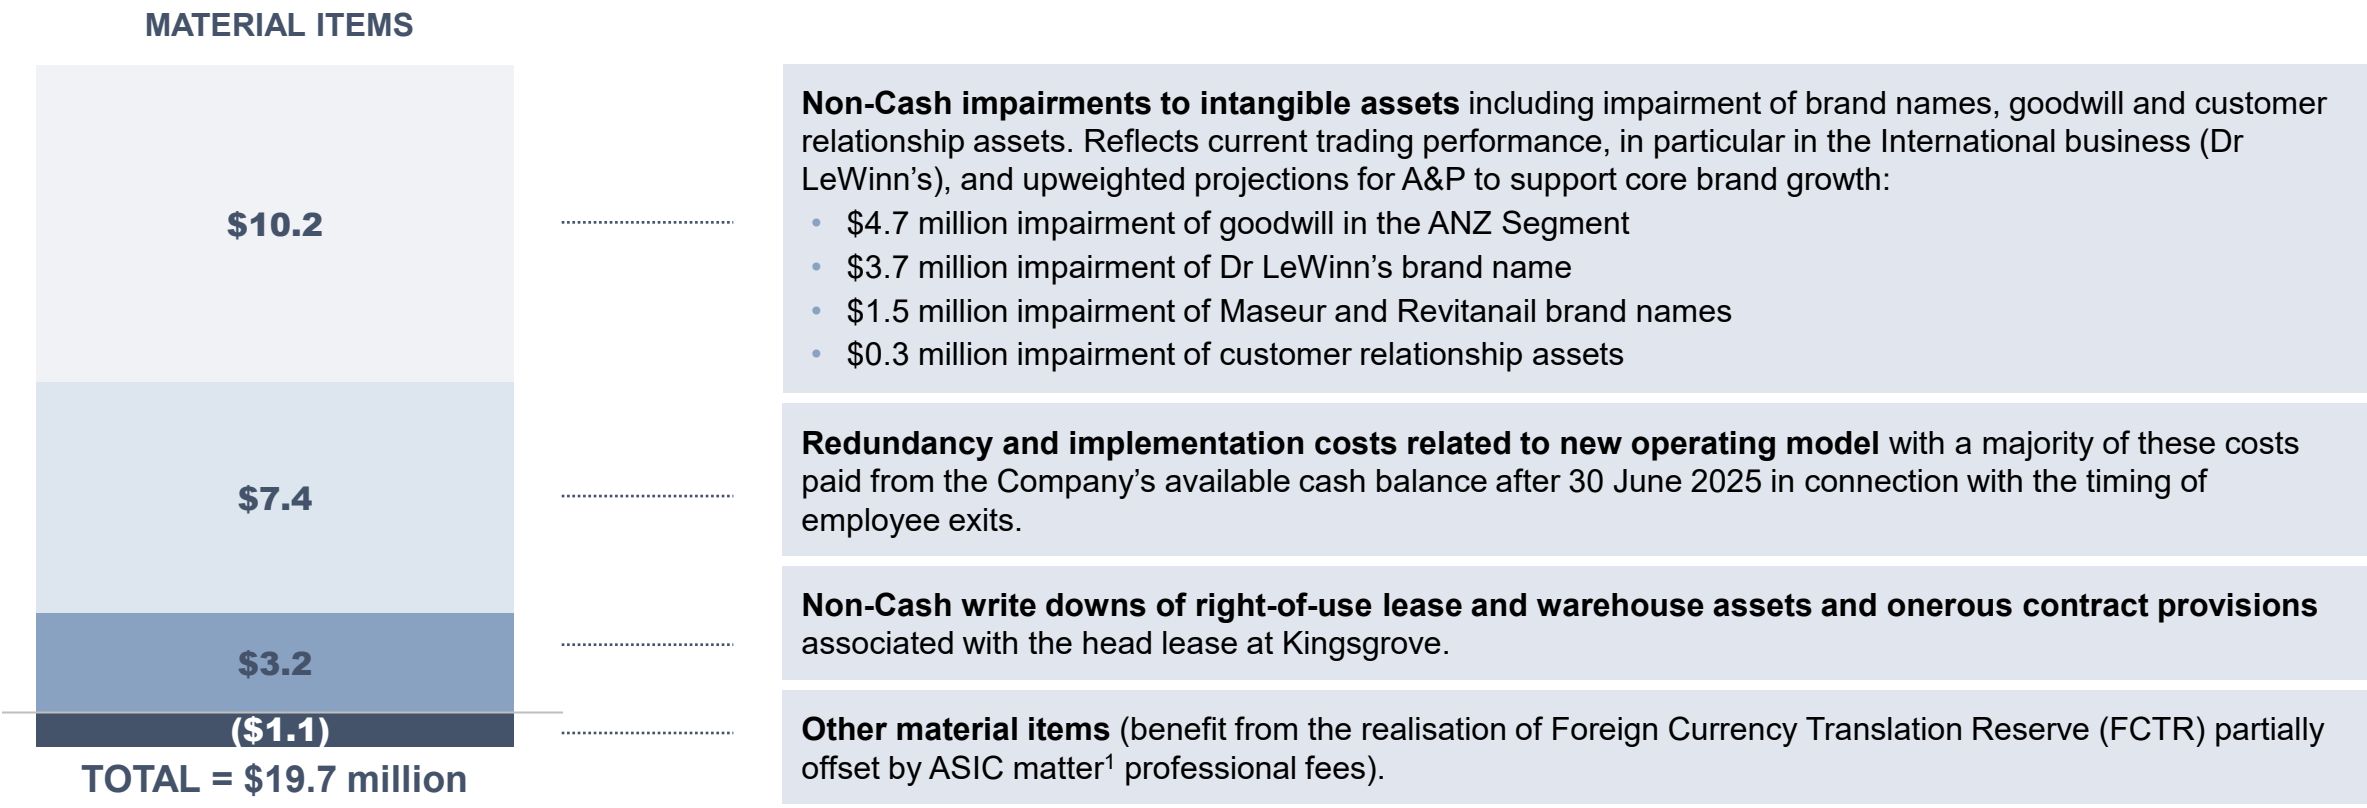 MATERIAL ITEMS
$10.2
$7.4
$3.2
($1.1)
TOTAL = $19.7 million
Non-Cash impairments to intangible assets including impairment of brand names, goodwill and customer
relationship assets. Reflects current trading performance, in particular in the International business (Dr
LeWinn’s), and upweighted projections for A&P to support core brand growth:
• $4.7 million impairment of goodwill in the ANZ Segment
• $3.7 million impairment of Dr LeWinn’s brand name
• $1.5 million impairment of Maseur and Revitanail brand names
• $0.3 million impairment of customer relationship assets
Redundancy and implementation costs related to new operating model with a majority of these costs
paid from the Company’s available cash balance after 30 June 2025 in connection with the timing of
employee exits.
Non-Cash write downs of right-of-use lease and warehouse assets and onerous contract provisions
associated with the head lease at Kingsgrove.
Other material items (benefit from the realisation of Foreign Currency Translation Reserve (FCTR) partially
offset by ASIC matter¹ professional fees).